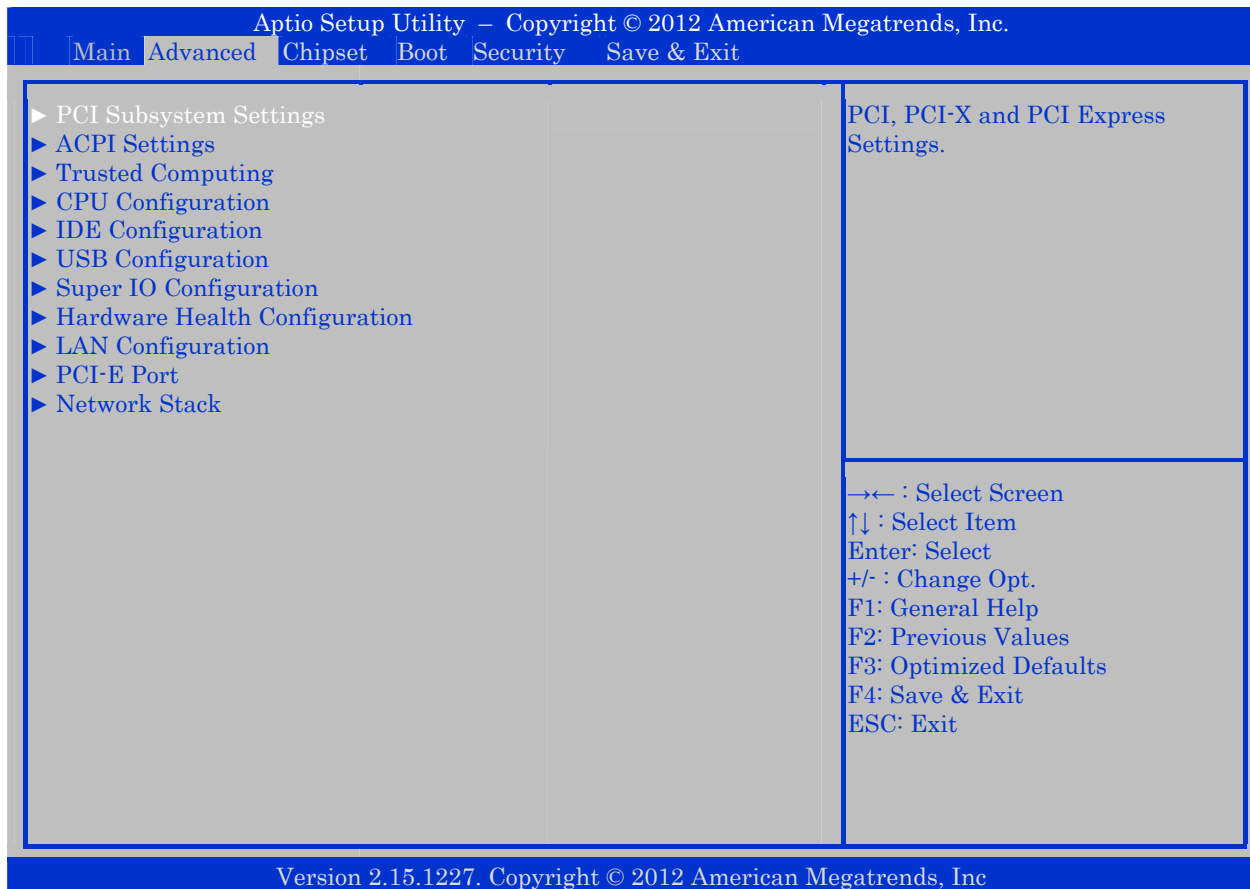 Aptio Setup Utility – Copyright © 2012 American Megatrends, Inc.
Main Advanced Chipset Boot Security Save & Exit
► PCI Subsystem Settings
► ACPI Settings
► Trusted Computing
► CPU Configuration
► IDE Configuration
► USB Configuration
► Super IO Configuration
► Hardware Health Configuration
► LAN Configuration
► PCI-E Port
► Network Stack
PCI, PCI-X and PCI Express
Settings.
→← : Select Screen
↑↓ : Select Item
Enter: Select
+/- : Change Opt.
F1: General Help
F2: Previous Values
F3: Optimized Defaults
F4: Save & Exit
ESC: Exit
Version 2.15.1227. Copyright © 2012 American Megatrends, Inc